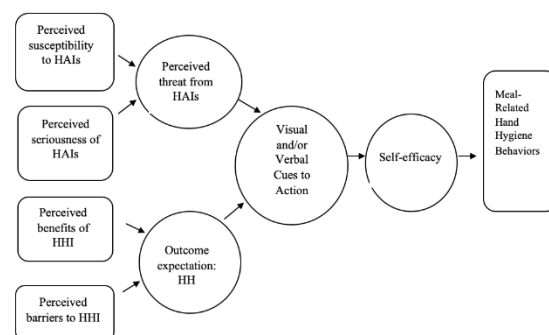 Perceived
susceptibility
to HAIs
Perceived
seriousness of
HAIs
Perceived
threat from
HAIs
Perceived
benefits of
HHI
Perceived
barriers to HHI
Outcome
expectation:
HH
Visual
and/or
Verbal
Cues to
Action
Self-efficacy
Meal-
Related
Hand
Hygiene
Behaviors